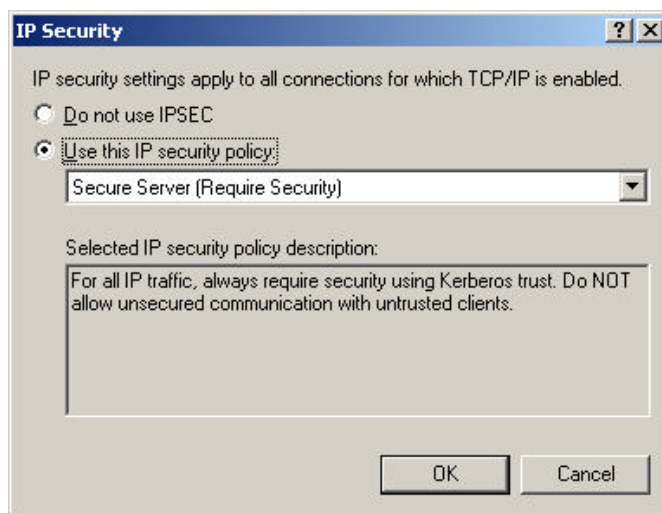 IP Security
IP security settings apply to all connections for which TCP/IP is enabled.
Do not use IPSEC
Use this IP security policy:
Secure Server (Require Security)
Selected IP security policy description:
For all IP traffic, always require security using Kerberos trust. Do NOT
allow unsecured communication with untrusted clients.
OK
Cancel